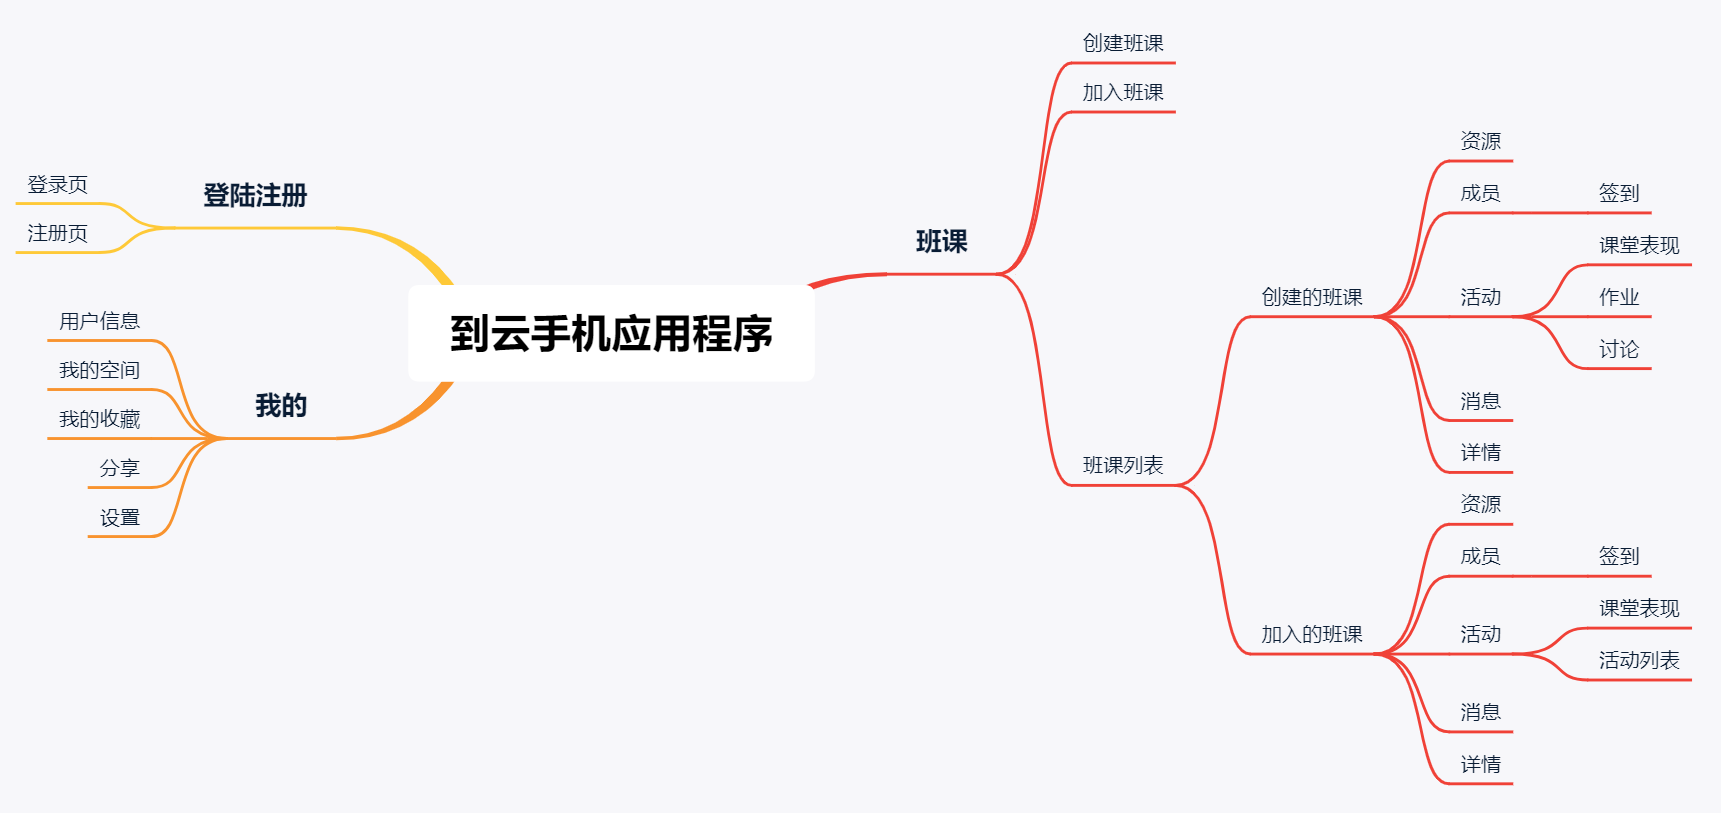 到云手机应用程序
登陆注册
登录页
注册页
我的
用户信息
我的空间
我的收藏
分享
设置
班课
创建班课
加入班课
班课列表
创建的班课
资源
成员
签到
活动
课堂表现
作业
讨论
消息
详情
加入的班课
资源
成员
签到
活动
课堂表现
活动列表
消息
详情